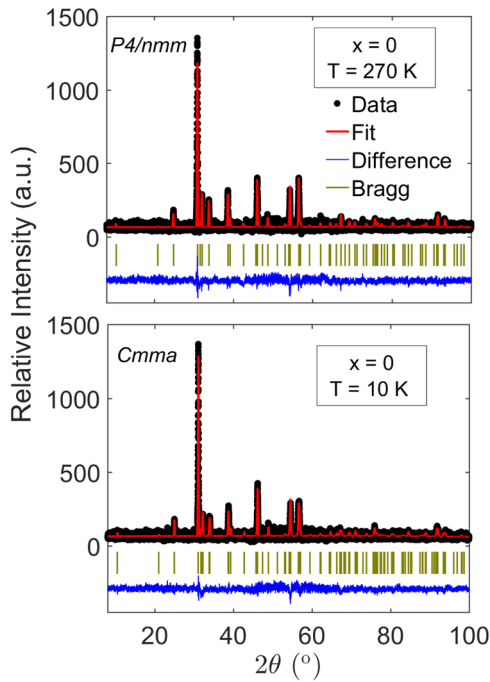 Relative Intensity (a.u.)
1500
1000
500
0
P4/nmm
x = 0
T = 270 K
Data
Fit
Difference
Bragg
1500
1000
500
0
Cmma
x = 0
T = 10 K
20
40
60
80
100
2θ (°)